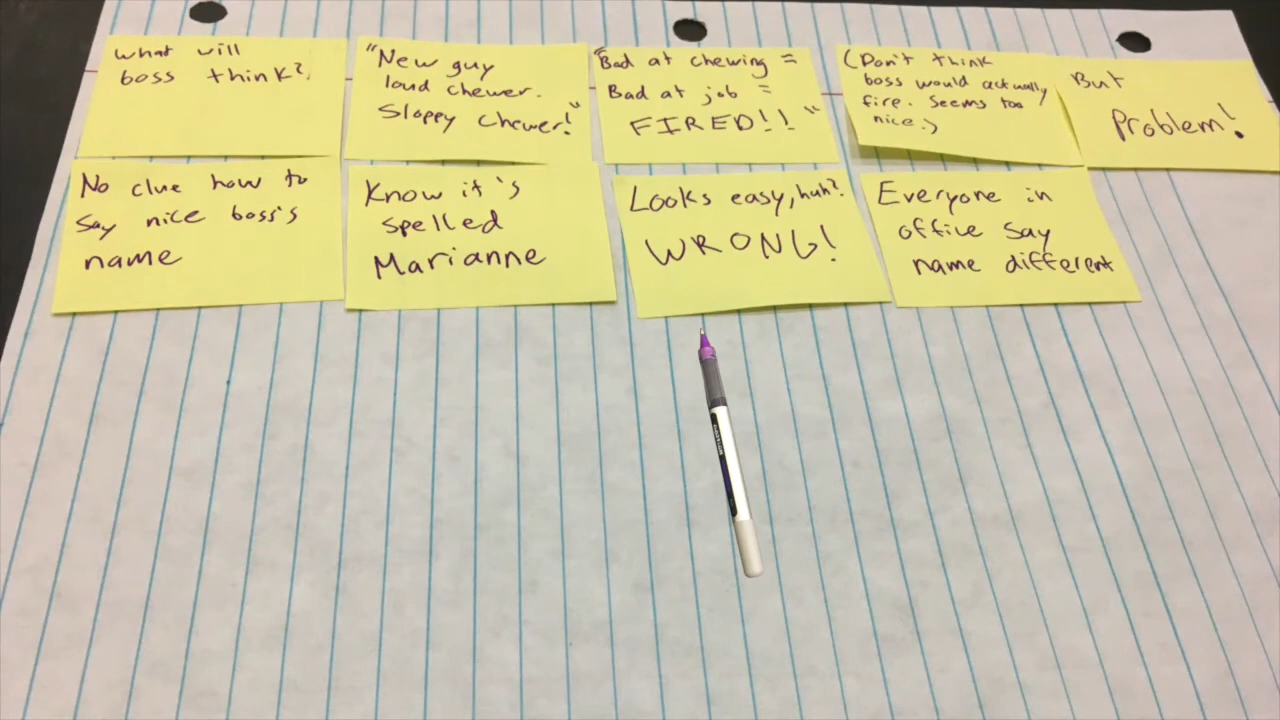 what will
boss think?
"New guy
loud chewer.
Sloppy chewer!"
"Bad at chewing =
Bad at job =
FIRED!!"
(Don't think
boss would actually
fire. Seems too
nice.)
But
Problem!
No clue how to
say nice boss's
name
Know it's
spelled
Marianne
Looks easy, huh?
WRONG!
Everyone in
office say
name different